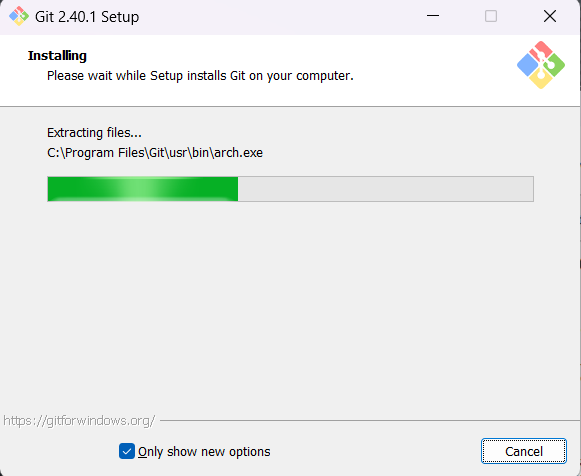 Git 2.40.1 Setup
Installing
Please wait while Setup installs Git on your computer.
Extracting files...
C:\Program Files\Git\usr\bin\arch.exe
https://gitforwindows.org/
Only show new options
Cancel